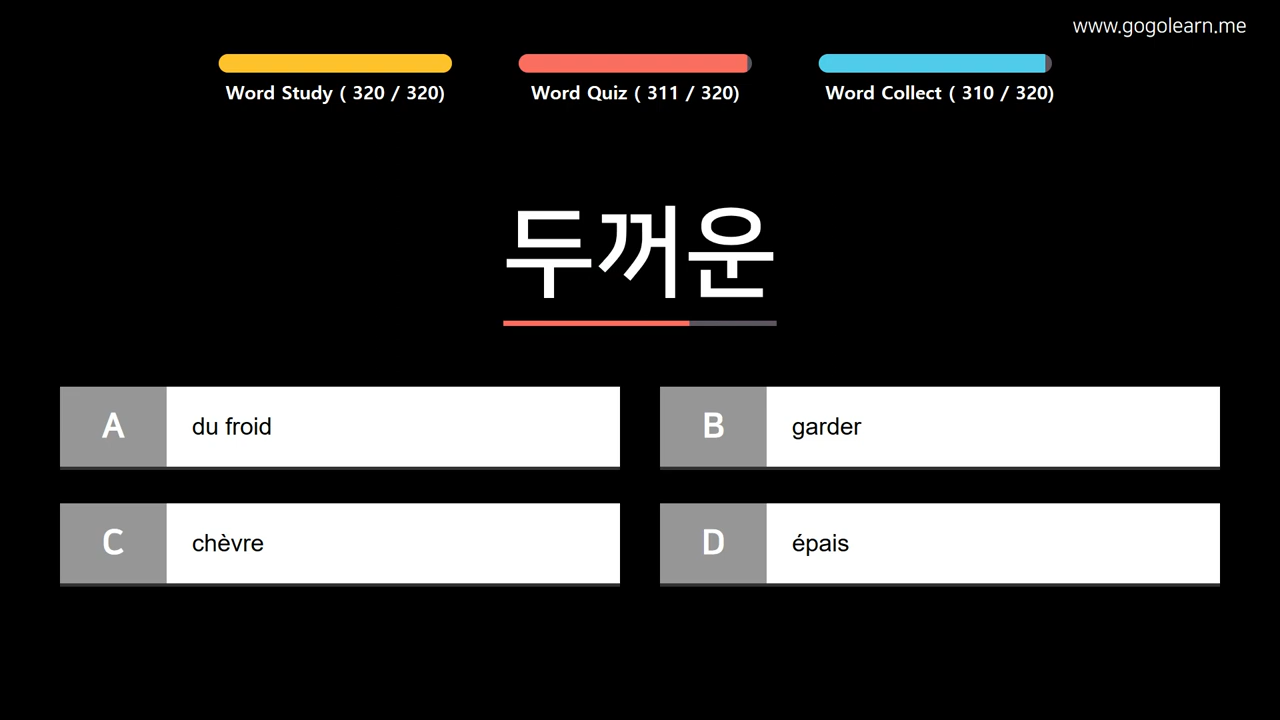 www.gogolearn.me
Word Study ( 320 / 320)
Word Quiz ( 311 / 320)
Word Collect ( 310 / 320)
두꺼운
A du froid
B garder
C chèvre
D épais